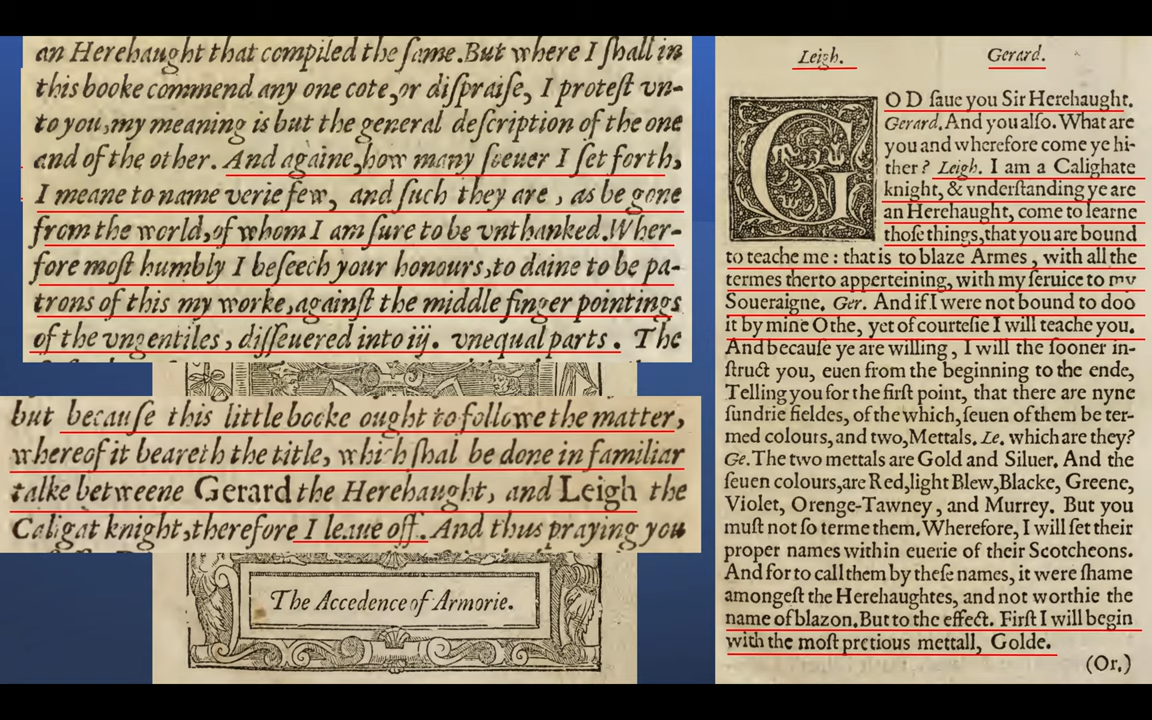 an Herehaught that compiled the ſame. But where I ſhall in
this booke commend any one cote, or diſpraiſe, I proteſt vn-
to you, my meaning is but the general deſcription of the one
and of the other. And againe, how many ſoeuer I ſet forth,
I meane to name verie few, and ſuch they are, as be gone
from the world, of whom I am ſure to be vnthanked. Wher-
fore moſt humbly I beſeech your honours, to daine to be pa-
trons of this my worke, againſt the middle finger pointings
of the vngentiles, diſſeuered into iij. vnequal parts. The
but becauſe this little booke ought to followe the matter,
whereof it beareth the title, which ſhal be done in familiar
talke betweene Gerard the Herehaught, and Leigh the
Caligat knight, therefore I leaue off. And thus praying you
The Accedence of Armorie.
Leigh. Gerard.
GOD ſaue you Sir Herehaught.
Gerard. And you alſo. What are
you and wherefore come ye hi-
ther? Leigh. I am a Calighate
knight, & vnderſtanding ye are
an Herehaught, come to learne
thoſe things, that you are bound
to teache me: that is to blaze Armes, with all the
termes therto apperteining, with my ſeruice to my
Soueraigne. Ger. And if I were not bound to doo
it by mine Othe, yet of courteſie I will teache you.
And becauſe ye are willing, I will the ſooner in-
ſtruct you, euen from the beginning to the ende,
Telling you for the firſt point, that there are nyne
ſundrie fieldes, of the which, ſeuen of them be ter-
med colours, and two, Mettals. Le. which are they?
Ge. The two mettals are Gold and Siluer. And the
ſeuen colours, are Red, light Blew, Blacke, Greene,
Violet, Orenge-Tawney, and Murrey. But you
muſt not ſo terme them. Wherefore, I will ſet their
proper names within euerie of their Scotcheons.
And for to call them by theſe names, it were ſhame
amongeſt the Herehaughtes, and not worthie the
name of blazon. But to the effect. Firſt I will begin
with the moſt pretious mettall, Golde.
(Or,)